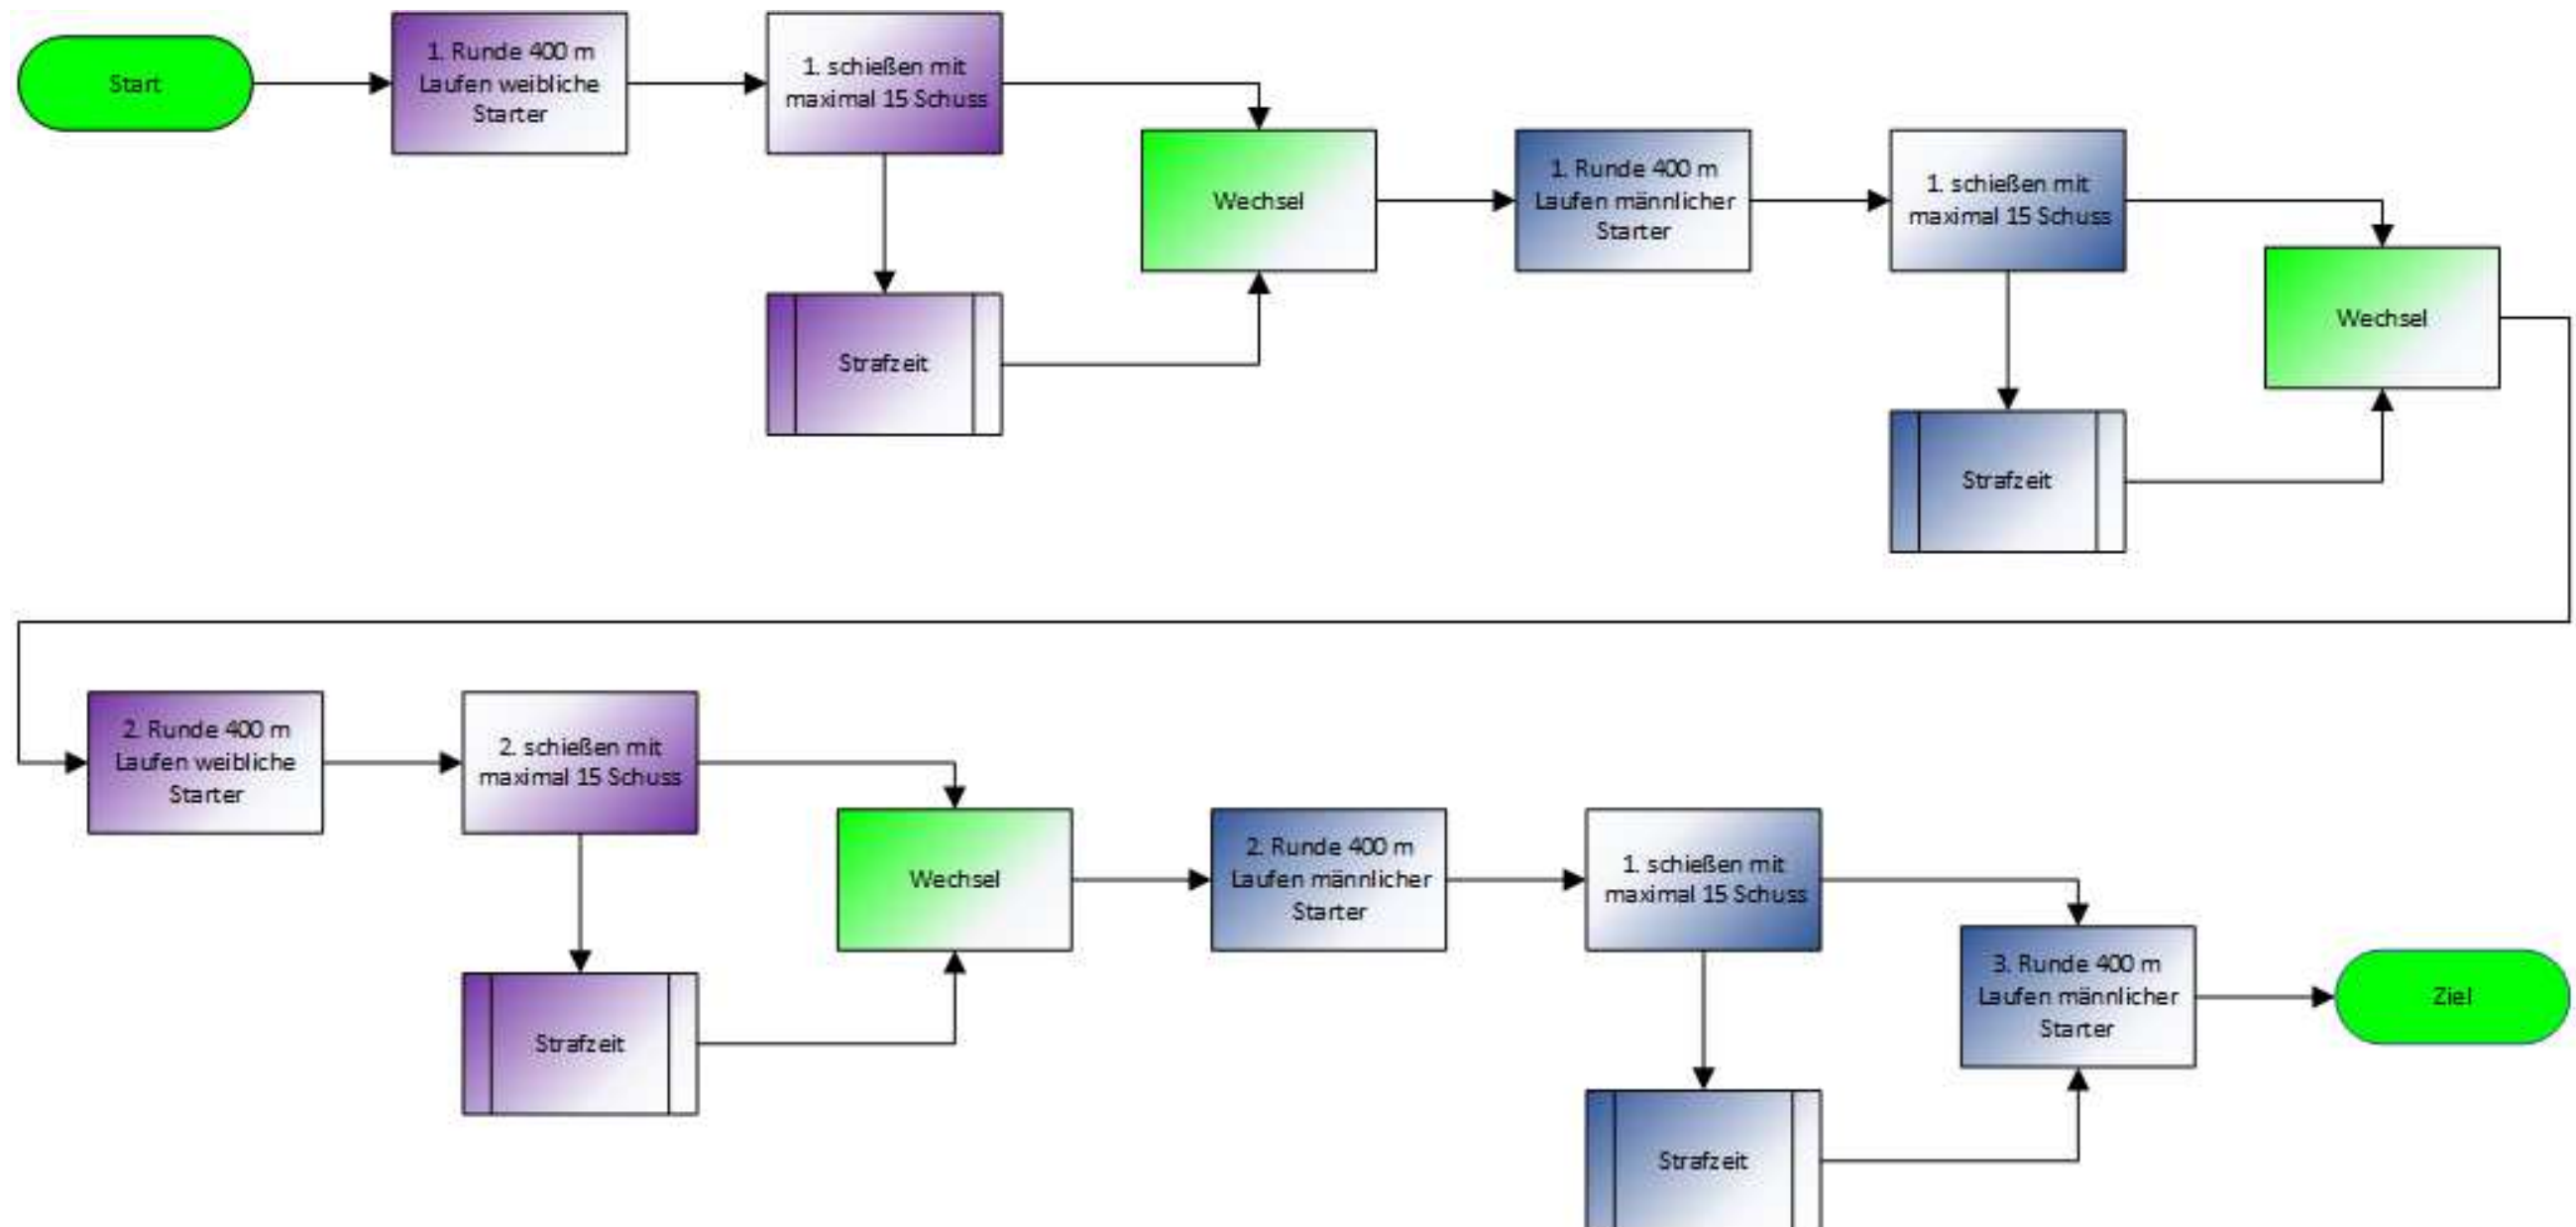 Start
1. Runde 400 m
Laufen weibliche
Starter
1. schießen mit
maximal 15 Schuss
Strafzeit
Wechsel
1. Runde 400 m
Laufen männlicher
Starter
1. schießen mit
maximal 15 Schuss
Strafzeit
Wechsel
2. Runde 400 m
Laufen weibliche
Starter
2. schießen mit
maximal 15 Schuss
Strafzeit
Wechsel
2. Runde 400 m
Laufen männlicher
Starter
1. schießen mit
maximal 15 Schuss
Strafzeit
3. Runde 400 m
Laufen männlicher
Starter
Ziel